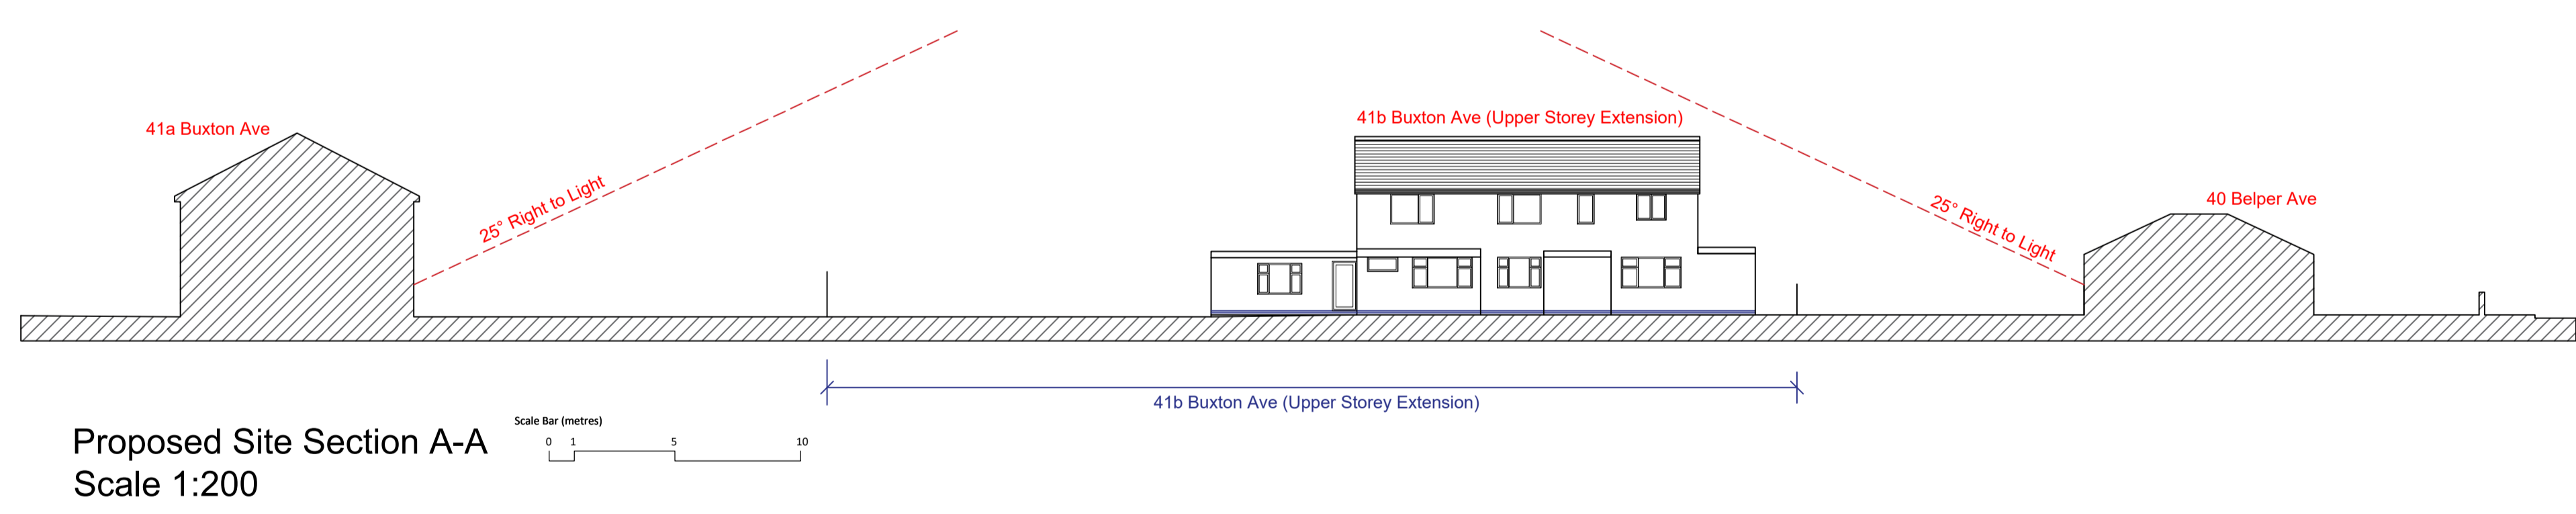 41a Buxton Ave
41b Buxton Ave (Upper Storey Extension)
25° Right to Light
25° Right to Light
40 Belper Ave
41b Buxton Ave (Upper Storey Extension)
Proposed Site Section A-A
Scale 1:200
Scale Bar (metres)
0 1 5 10